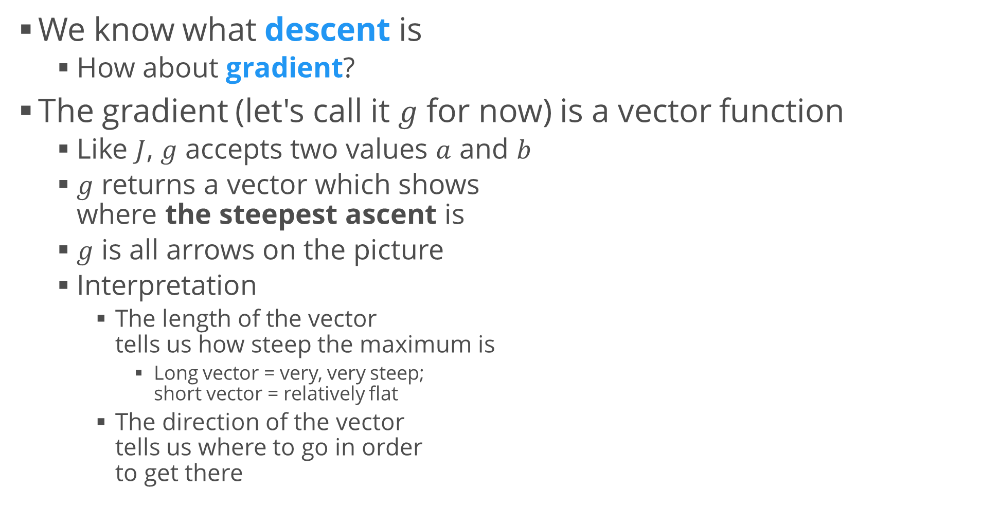 ▪ We know what descent is
▪ How about gradient?
▪ The gradient (let's call it g for now) is a vector function
▪ Like J, g accepts two values a and b
▪ g returns a vector which shows
where the steepest ascent is
▪ g is all arrows on the picture
▪ Interpretation
▪ The length of the vector
tells us how steep the maximum is
▪ Long vector = very, very steep;
short vector = relatively flat
▪ The direction of the vector
tells us where to go in order
to get there